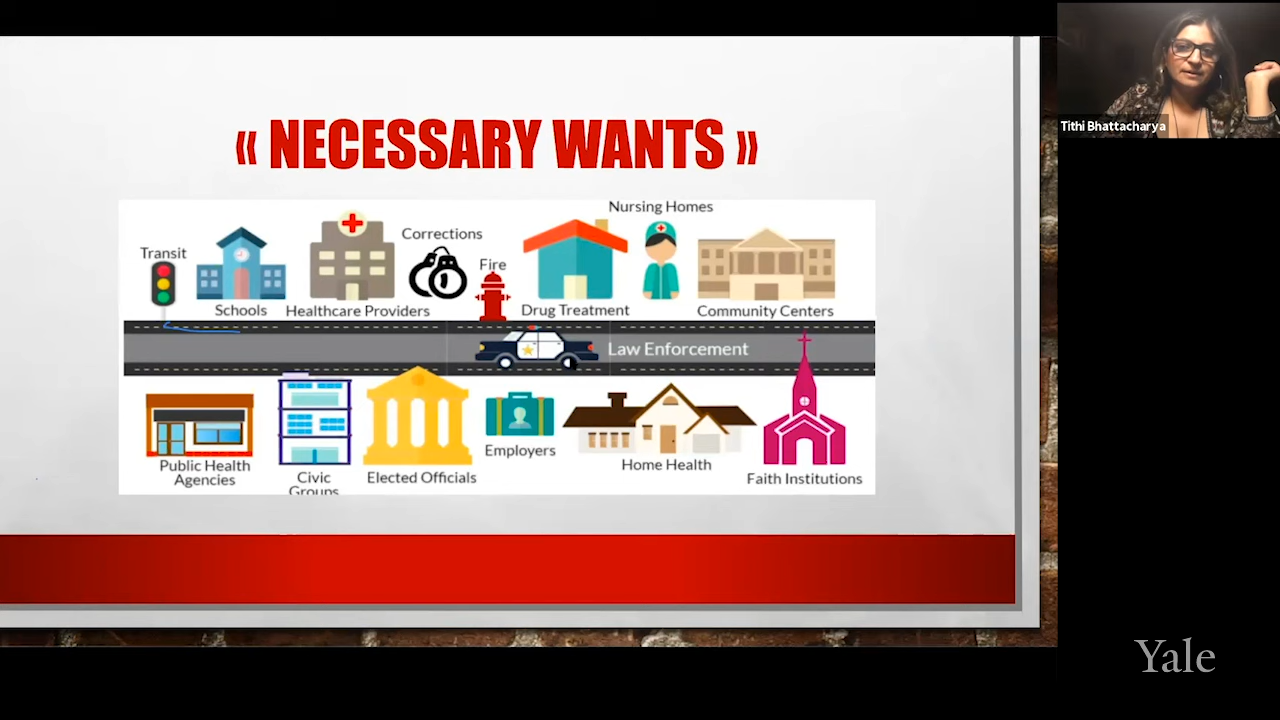 « NECESSARY WANTS »
Nursing Homes
Corrections
Transit
Fire
Schools
Healthcare Providers
Drug Treatment
Community Centers
Law Enforcement
Public Health
Agencies
Civic
Groups
Elected Officials
Employers
Home Health
Faith Institutions
Tithi Bhattacharya
Yale